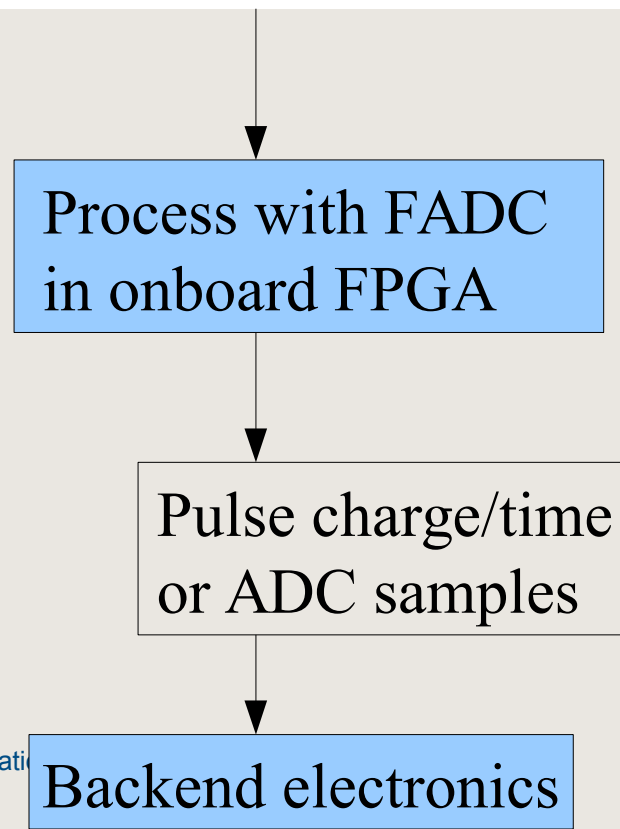 Process with FADC
in onboard FPGA
Pulse charge/time
or ADC samples
Backend electronics